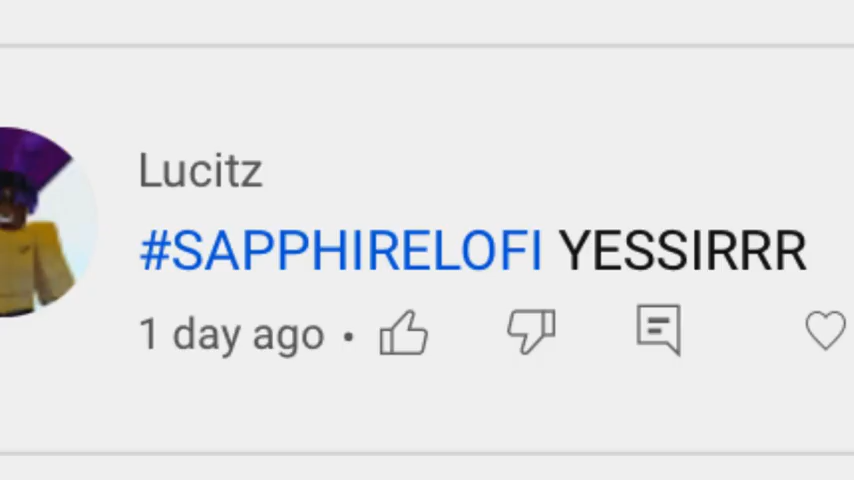 Lucitz
#SAPPHIRELOFI YESSIRRR
1 day ago •